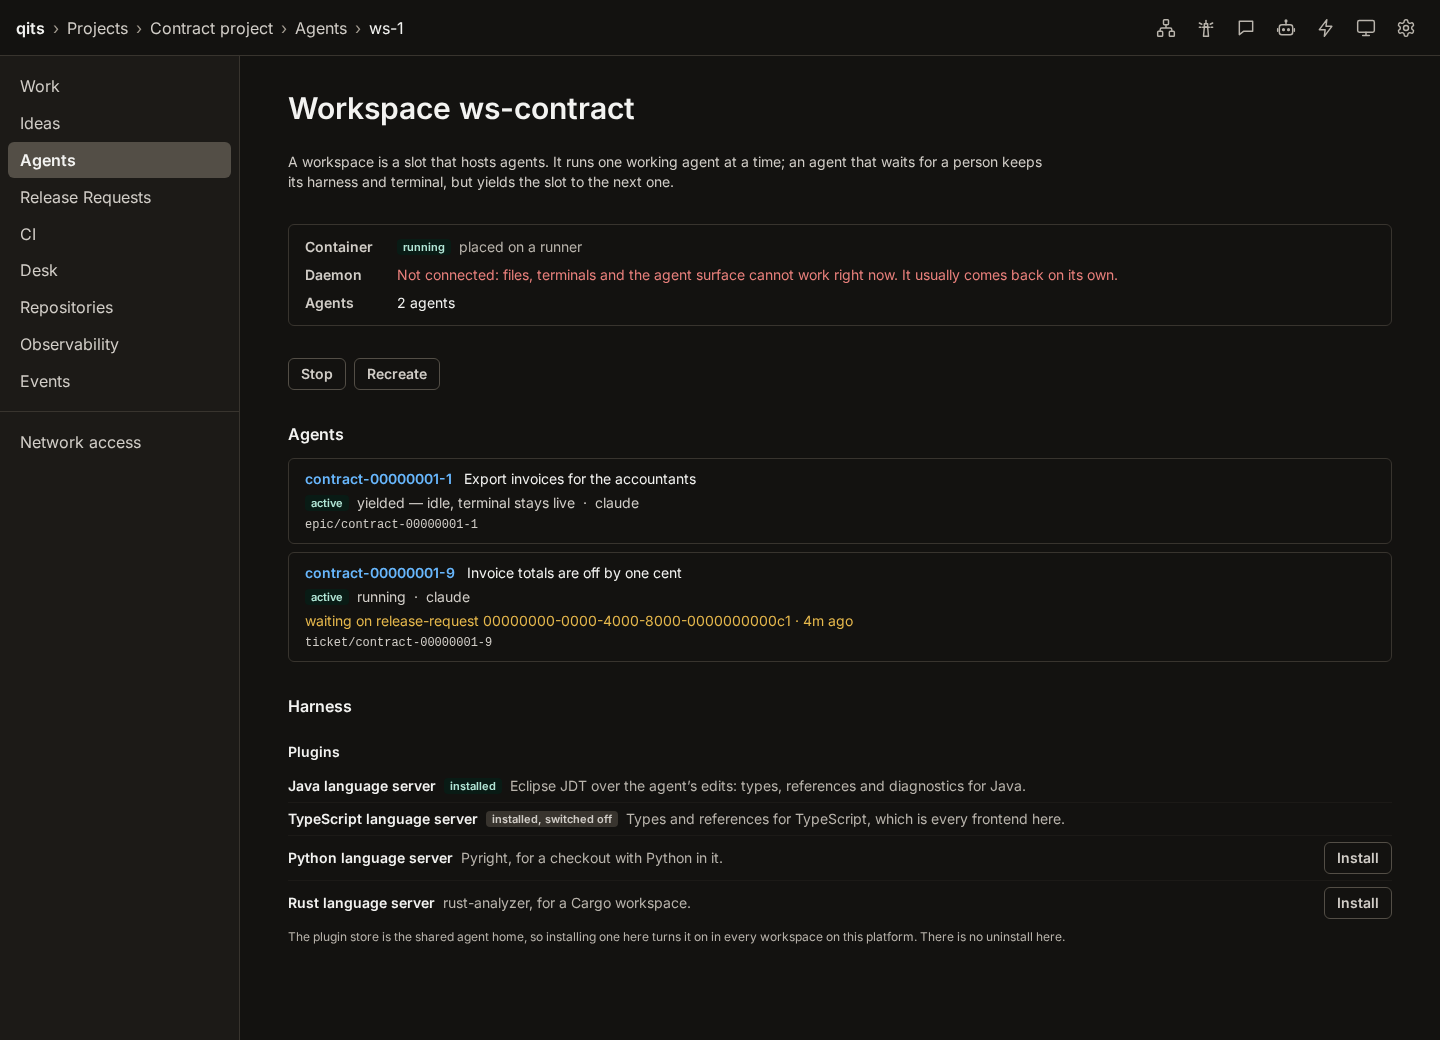 qits › Projects › Contract project › Agents › ws-1
Work
Ideas
Agents
Release Requests
CI
Desk
Repositories
Observability
Events
Network access
Workspace ws-contract
A workspace is a slot that hosts agents. It runs one working agent at a time; an agent that waits for a person keeps
its harness and terminal, but yields the slot to the next one.
Container running placed on a runner
Daemon Not connected: files, terminals and the agent surface cannot work right now. It usually comes back on its own.
Agents 2 agents
Stop Recreate
Agents
contract-00000001-1 Export invoices for the accountants
active yielded — idle, terminal stays live · claude
epic/contract-00000001-1
contract-00000001-9 Invoice totals are off by one cent
active running · claude
waiting on release-request 00000000-0000-4000-8000-0000000000c1 · 4m ago
ticket/contract-00000001-9
Harness
Plugins
Java language server installed Eclipse JDT over the agent’s edits: types, references and diagnostics for Java.
TypeScript language server installed, switched off Types and references for TypeScript, which is every frontend here.
Python language server Pyright, for a checkout with Python in it. Install
Rust language server rust-analyzer, for a Cargo workspace. Install
The plugin store is the shared agent home, so installing one here turns it on in every workspace on this platform. There is no uninstall here.